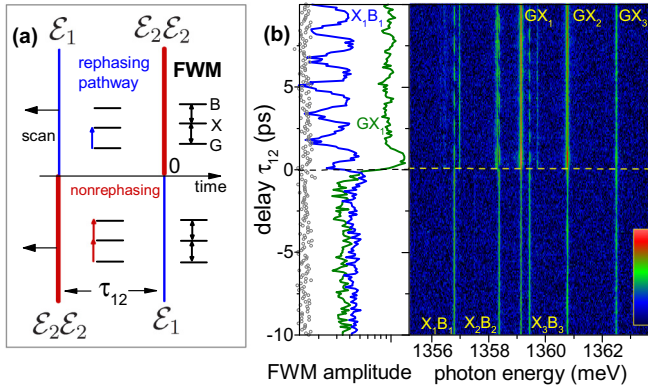 (a)
ℰ₁
ℰ₂ℰ₂
rephasing
pathway
FWM
scan
B
X
G
0
time
nonrephasing
τ₁₂
ℰ₂ℰ₂
ℰ₁
(b)
X₁B₁
GX₁
GX₂
GX₃
GX₁
delay τ₁₂ (ps)
5
0
-5
-10
X₁B₁
X₂B₂
X₃B₃
1356
1358
1360
1362
FWM amplitude
photon energy (meV)